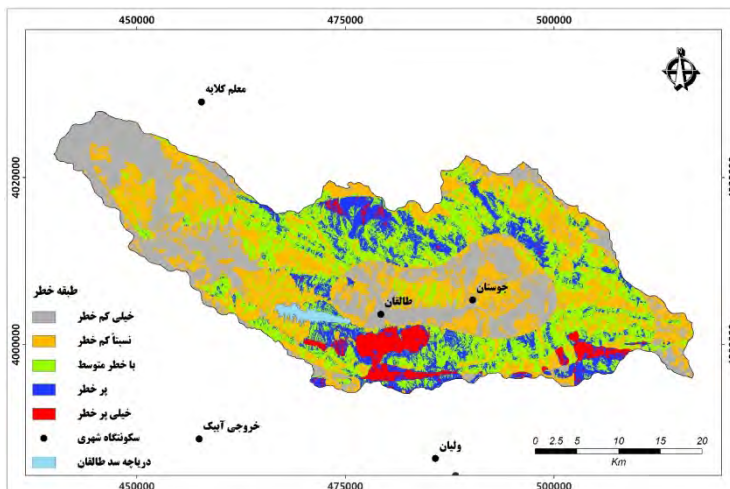 450000 475000 500000
معلم کلایه
4020000
جوستان
طالقان
4000000
طبقه خطر
خیلی کم خطر
نسبتاً کم خطر
با خطر متوسط
پر خطر
خیلی پر خطر
سکونتگاه شهری
دریاچه سد طالقان
خروجی آبیک
ولیان
0 2.5 5 10 15 20
Km
450000 475000 500000